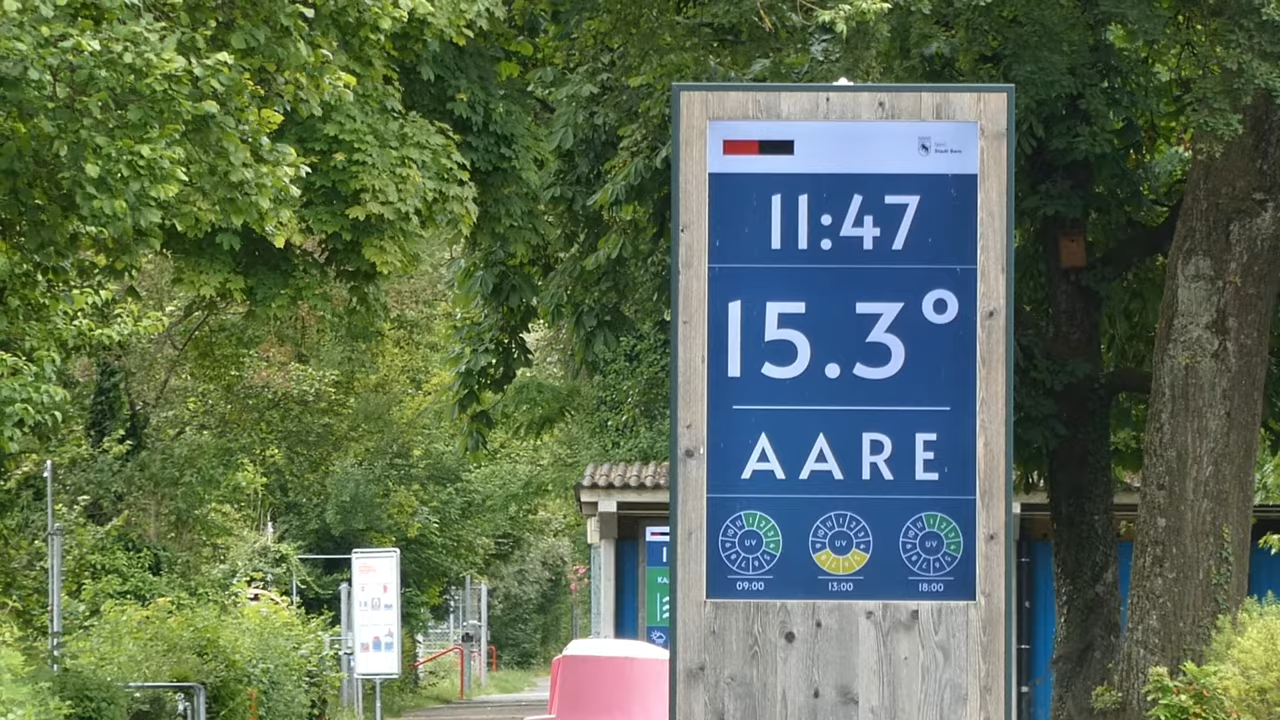 Stadt Bern
11:47
15.3°
AARE
UV
UV
UV
09:00
13:00
18:00